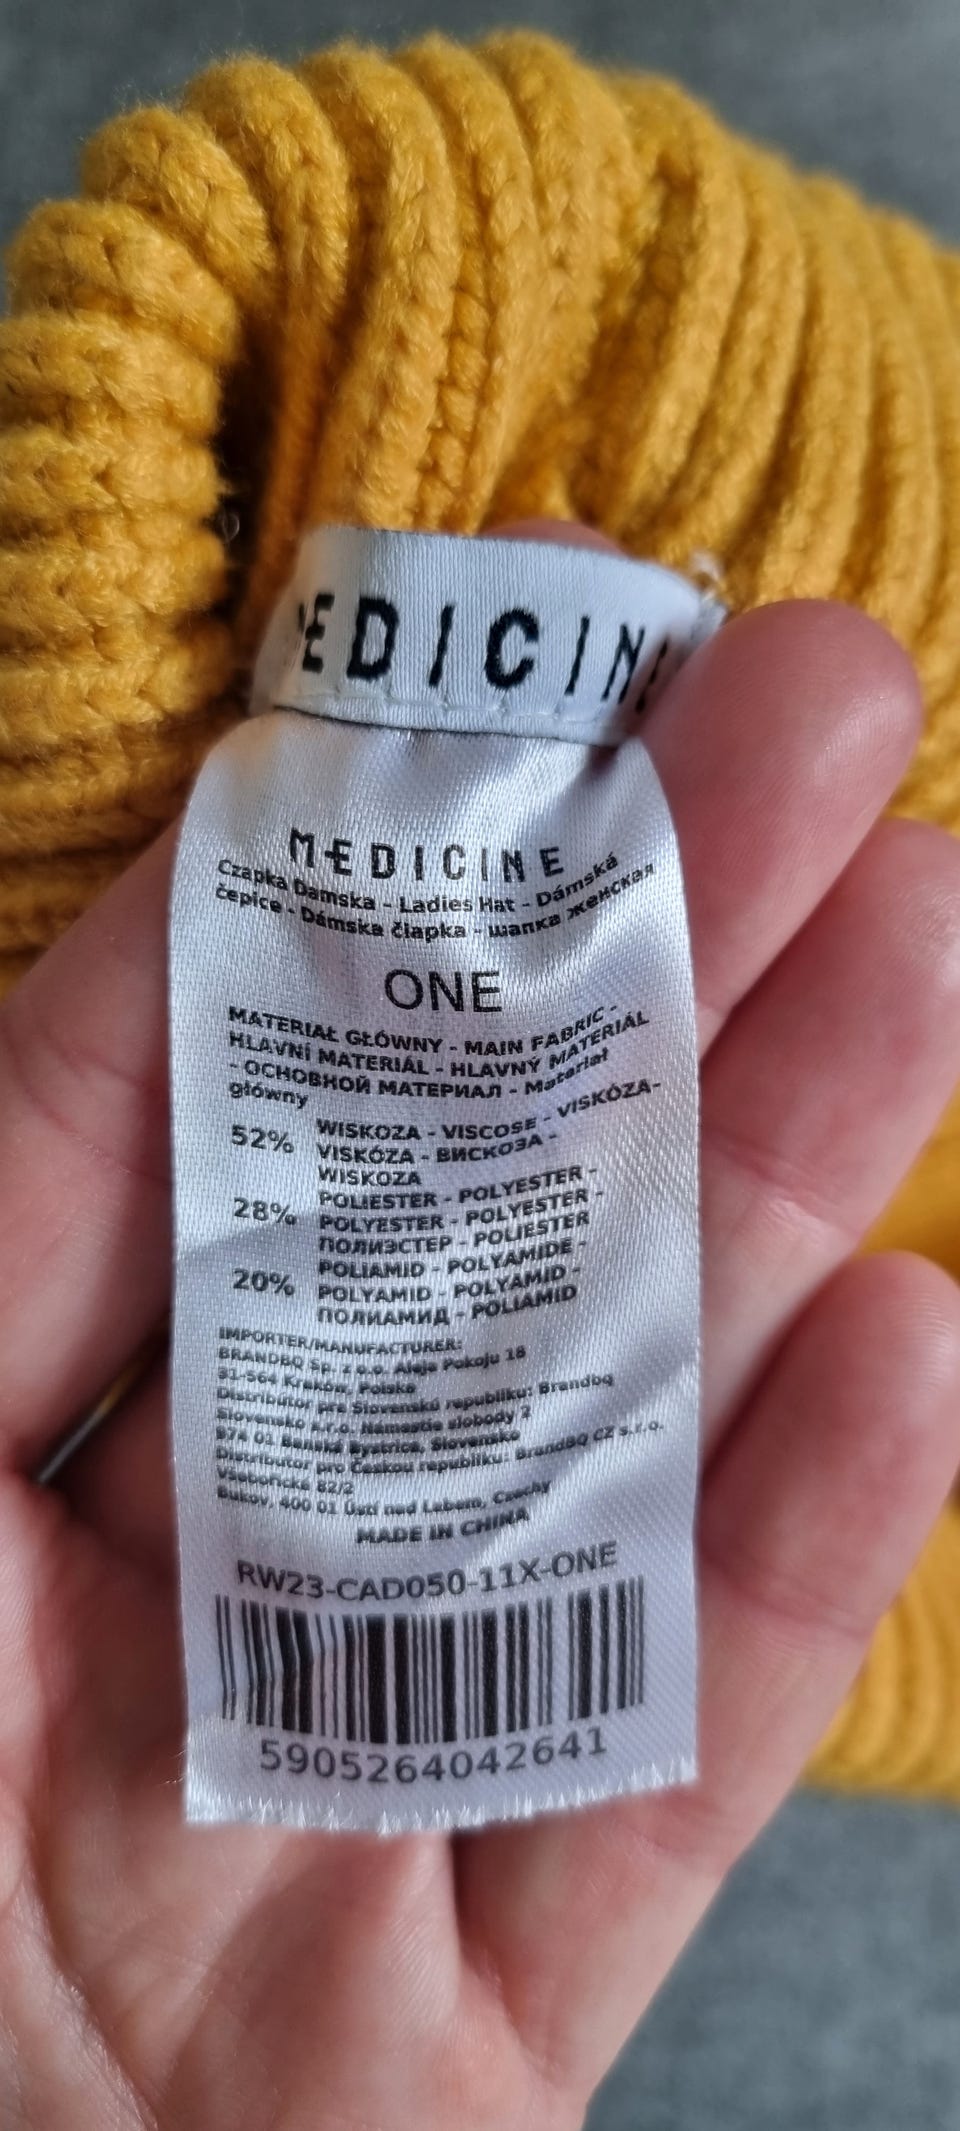 MEDICINE
MEDICINE
Czapka Damska - Ladies Hat - Dámská
čepice - Dámska čiapka - шапка женская
ONE
MATERIAŁ GŁÓWNY - MAIN FABRIC -
HLAVNÍ MATERIÁL - HLAVNÝ MATERIÁL
- ОСНОВНОЙ МАТЕРИАЛ - Materiał
główny
52% WISKOZA - VISCOSE - VISKÓZA-
VISKÓZA - ВИСКОЗА -
WISKOZA
28% POLIESTER - POLYESTER -
POLYESTER - POLYESTER -
ПОЛИЭСТЕР - POLIESTER
20% POLIAMID - POLYAMIDE -
POLYAMID - POLYAMID -
ПОЛИАМИД - POLIAMID
IMPORTER/MANUFACTURER:
BRANDBQ Sp. z o.o. Aleja Pokoju 18
31-564 Kraków, Polska
Distributor pre Slovenskú republiku: Brandbq
Slovensko s.r.o. Námestie slobody 2
974 01 Banská Bystrica, Slovensko
Distributor pro Českou republiku: BrandBQ CZ s.r.o.
Všebořická 82/2
Bukov, 400 01 Ústí nad Labem, Czechy
MADE IN CHINA
RW23-CAD050-11X-ONE
5905264042641